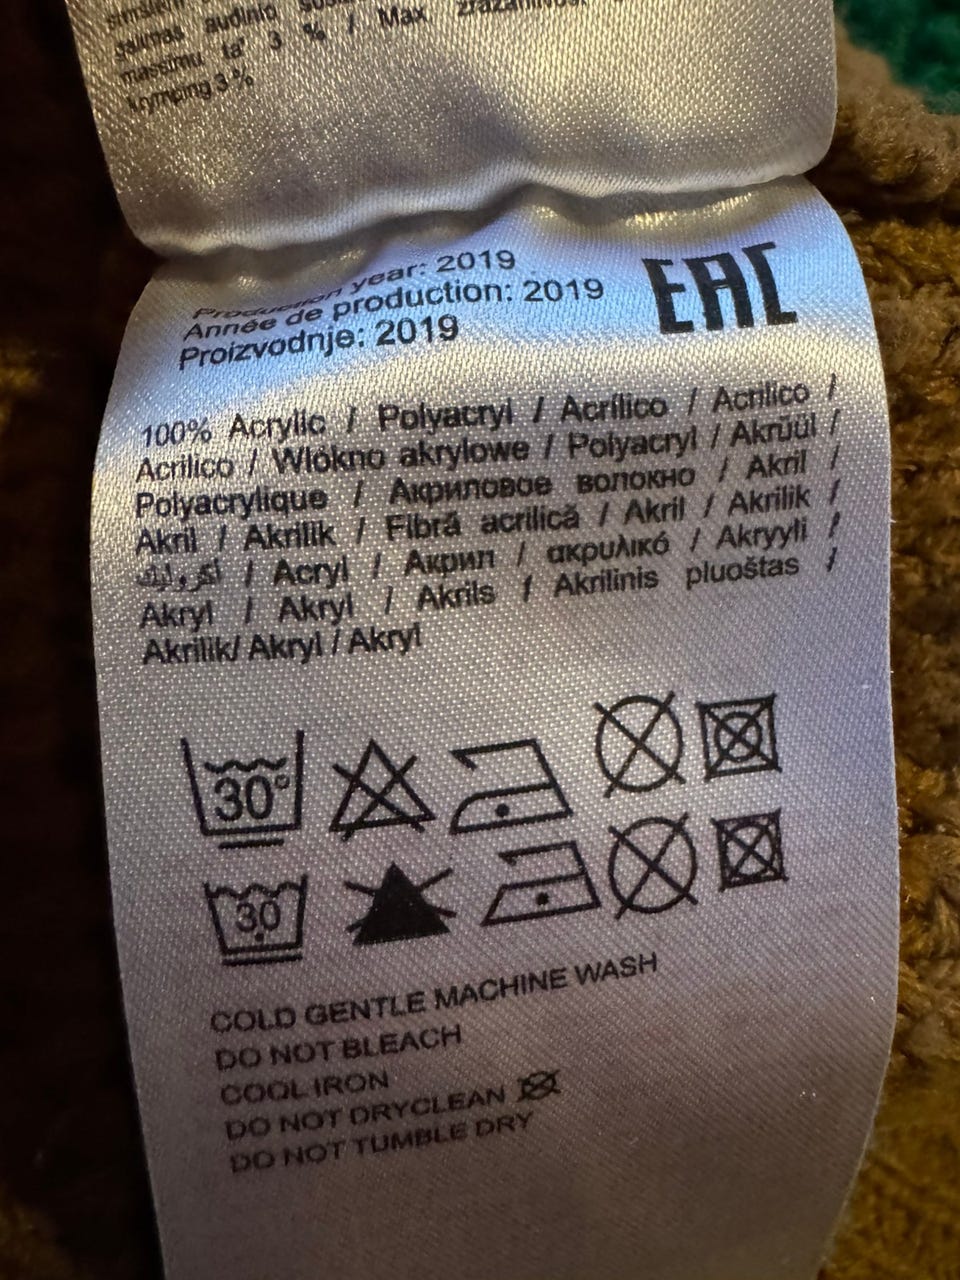 galimas audinio
massimu ta' 3 % / Max zrážanlivosť
krymping 3 %
Production year: 2019
Année de production: 2019
Proizvodnje: 2019
EAC
100% Acrylic / Polyacryl / Acrílico / Acrilico /
Acrilico / Wlókno akrylowe / Polyacryl / Akrüül /
Polyacrylique / Акриловое волокно / Akril /
Akril / Akrilik / Fibră acrilică / Akril / Akrilik /
أكريليك / Acryl / Акрил / ακρυλικό / Akryyli /
Akryl / Akryl / Akrils / Akrilinis pluoštas /
Akrilik/ Akryl / Akryl
30°
30
COLD GENTLE MACHINE WASH
DO NOT BLEACH
COOL IRON
DO NOT DRYCLEAN
DO NOT TUMBLE DRY